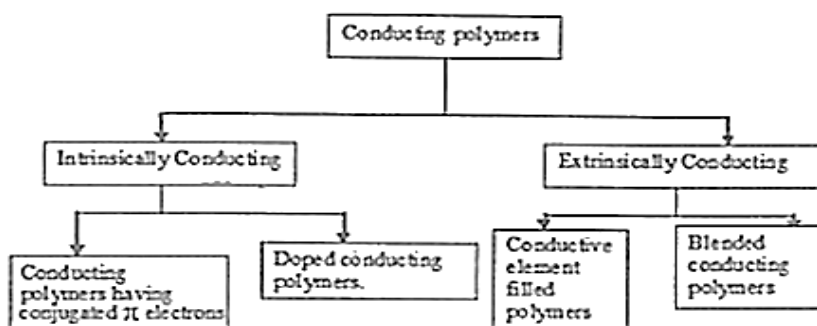 Conducting polymers
Intrinsically Conducting
Extrinsically Conducting
Conducting
polymers having
conjugated π electrons
Doped conducting
polymers.
Conductive
element
filled
polymers
Blended
conducting
polymers